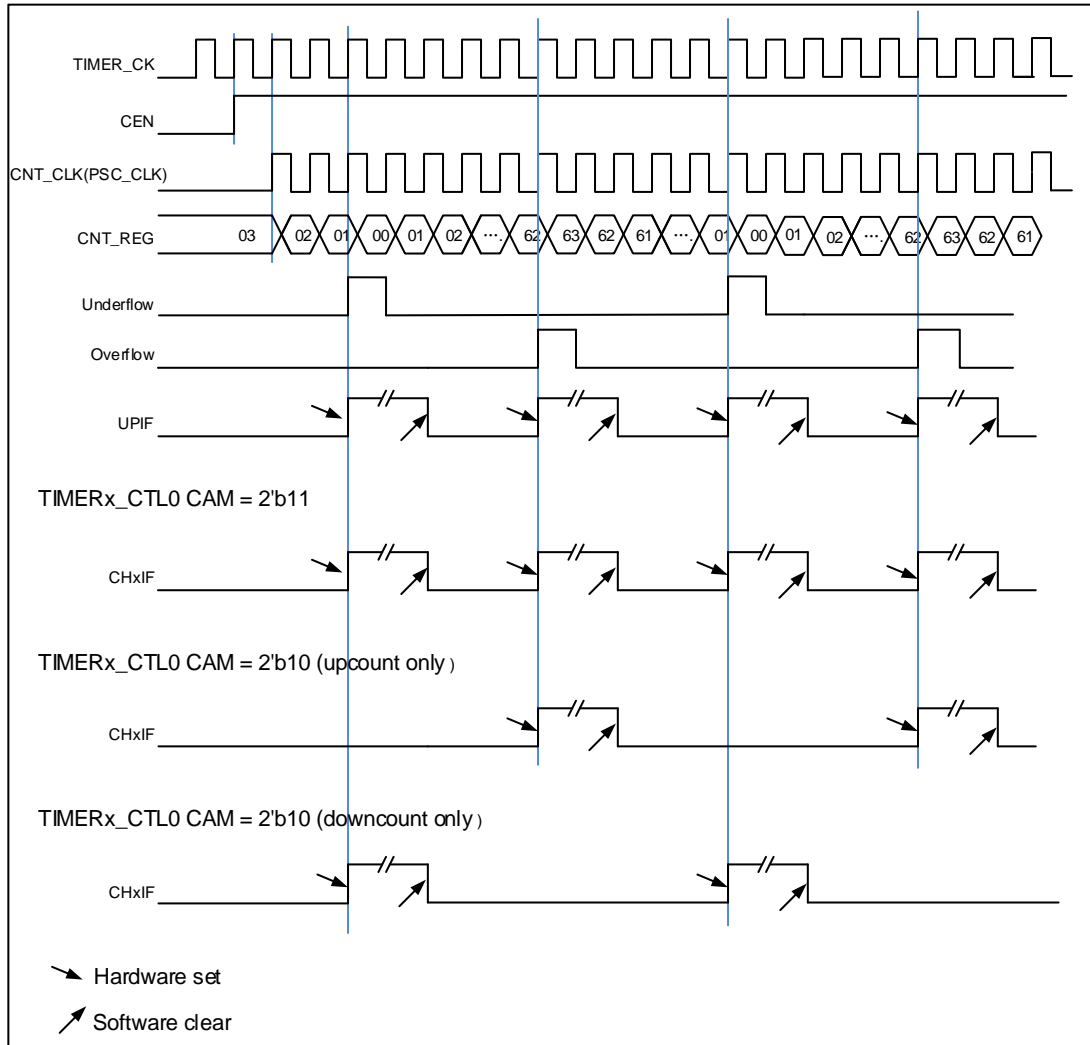 TIMER_CK
CEN
CNT_CLK(PSC_CLK)
CNT_REG 03 02 01 00 01 02 .... 62 63 62 61 ... 01 00 01 02 .... 62 63 62 61
Underflow
Overflow
UPIF
TIMERx_CTL0 CAM = 2'b11
CHxIF
TIMERx_CTL0 CAM = 2'b10 (upcount only）
CHxIF
TIMERx_CTL0 CAM = 2'b10 (downcount only）
CHxIF
Hardware set
Software clear